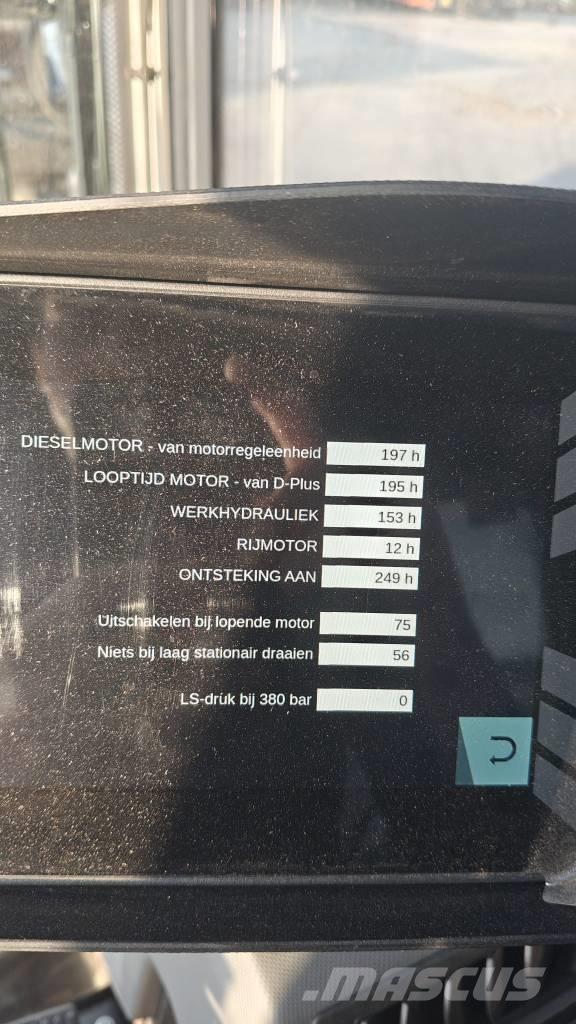 DIESELMOTOR - van motorregeleenheid 197 h
LOOPTIJD MOTOR - van D-Plus 195 h
WERKHYDRAULIEK 153 h
RIJMOTOR 12 h
ONTSTEKING AAN 249 h
Uitschakelen bij lopende motor 75
Niets bij laag stationair draaien 56
LS-druk bij 380 bar 0
MASCUS